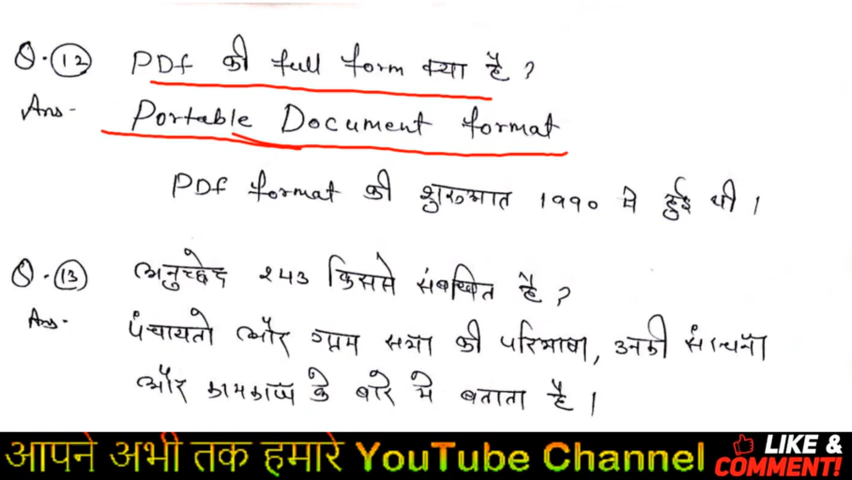 Q.12 PDf की full form क्या है ?
Ans- Portable Document format
PDf format की शुरुआत 1990 मे हुई थी ।
Q.13 अनुच्छेद 243 किससे संबन्धित है ?
Ans- पंचायतो और ग्राम सभा की परिभाषा, उनकी संरचना
और कामकाज के बारे मे बताता है ।
आपने अभी तक हमारे YouTube Channel
LIKE &
COMMENT!